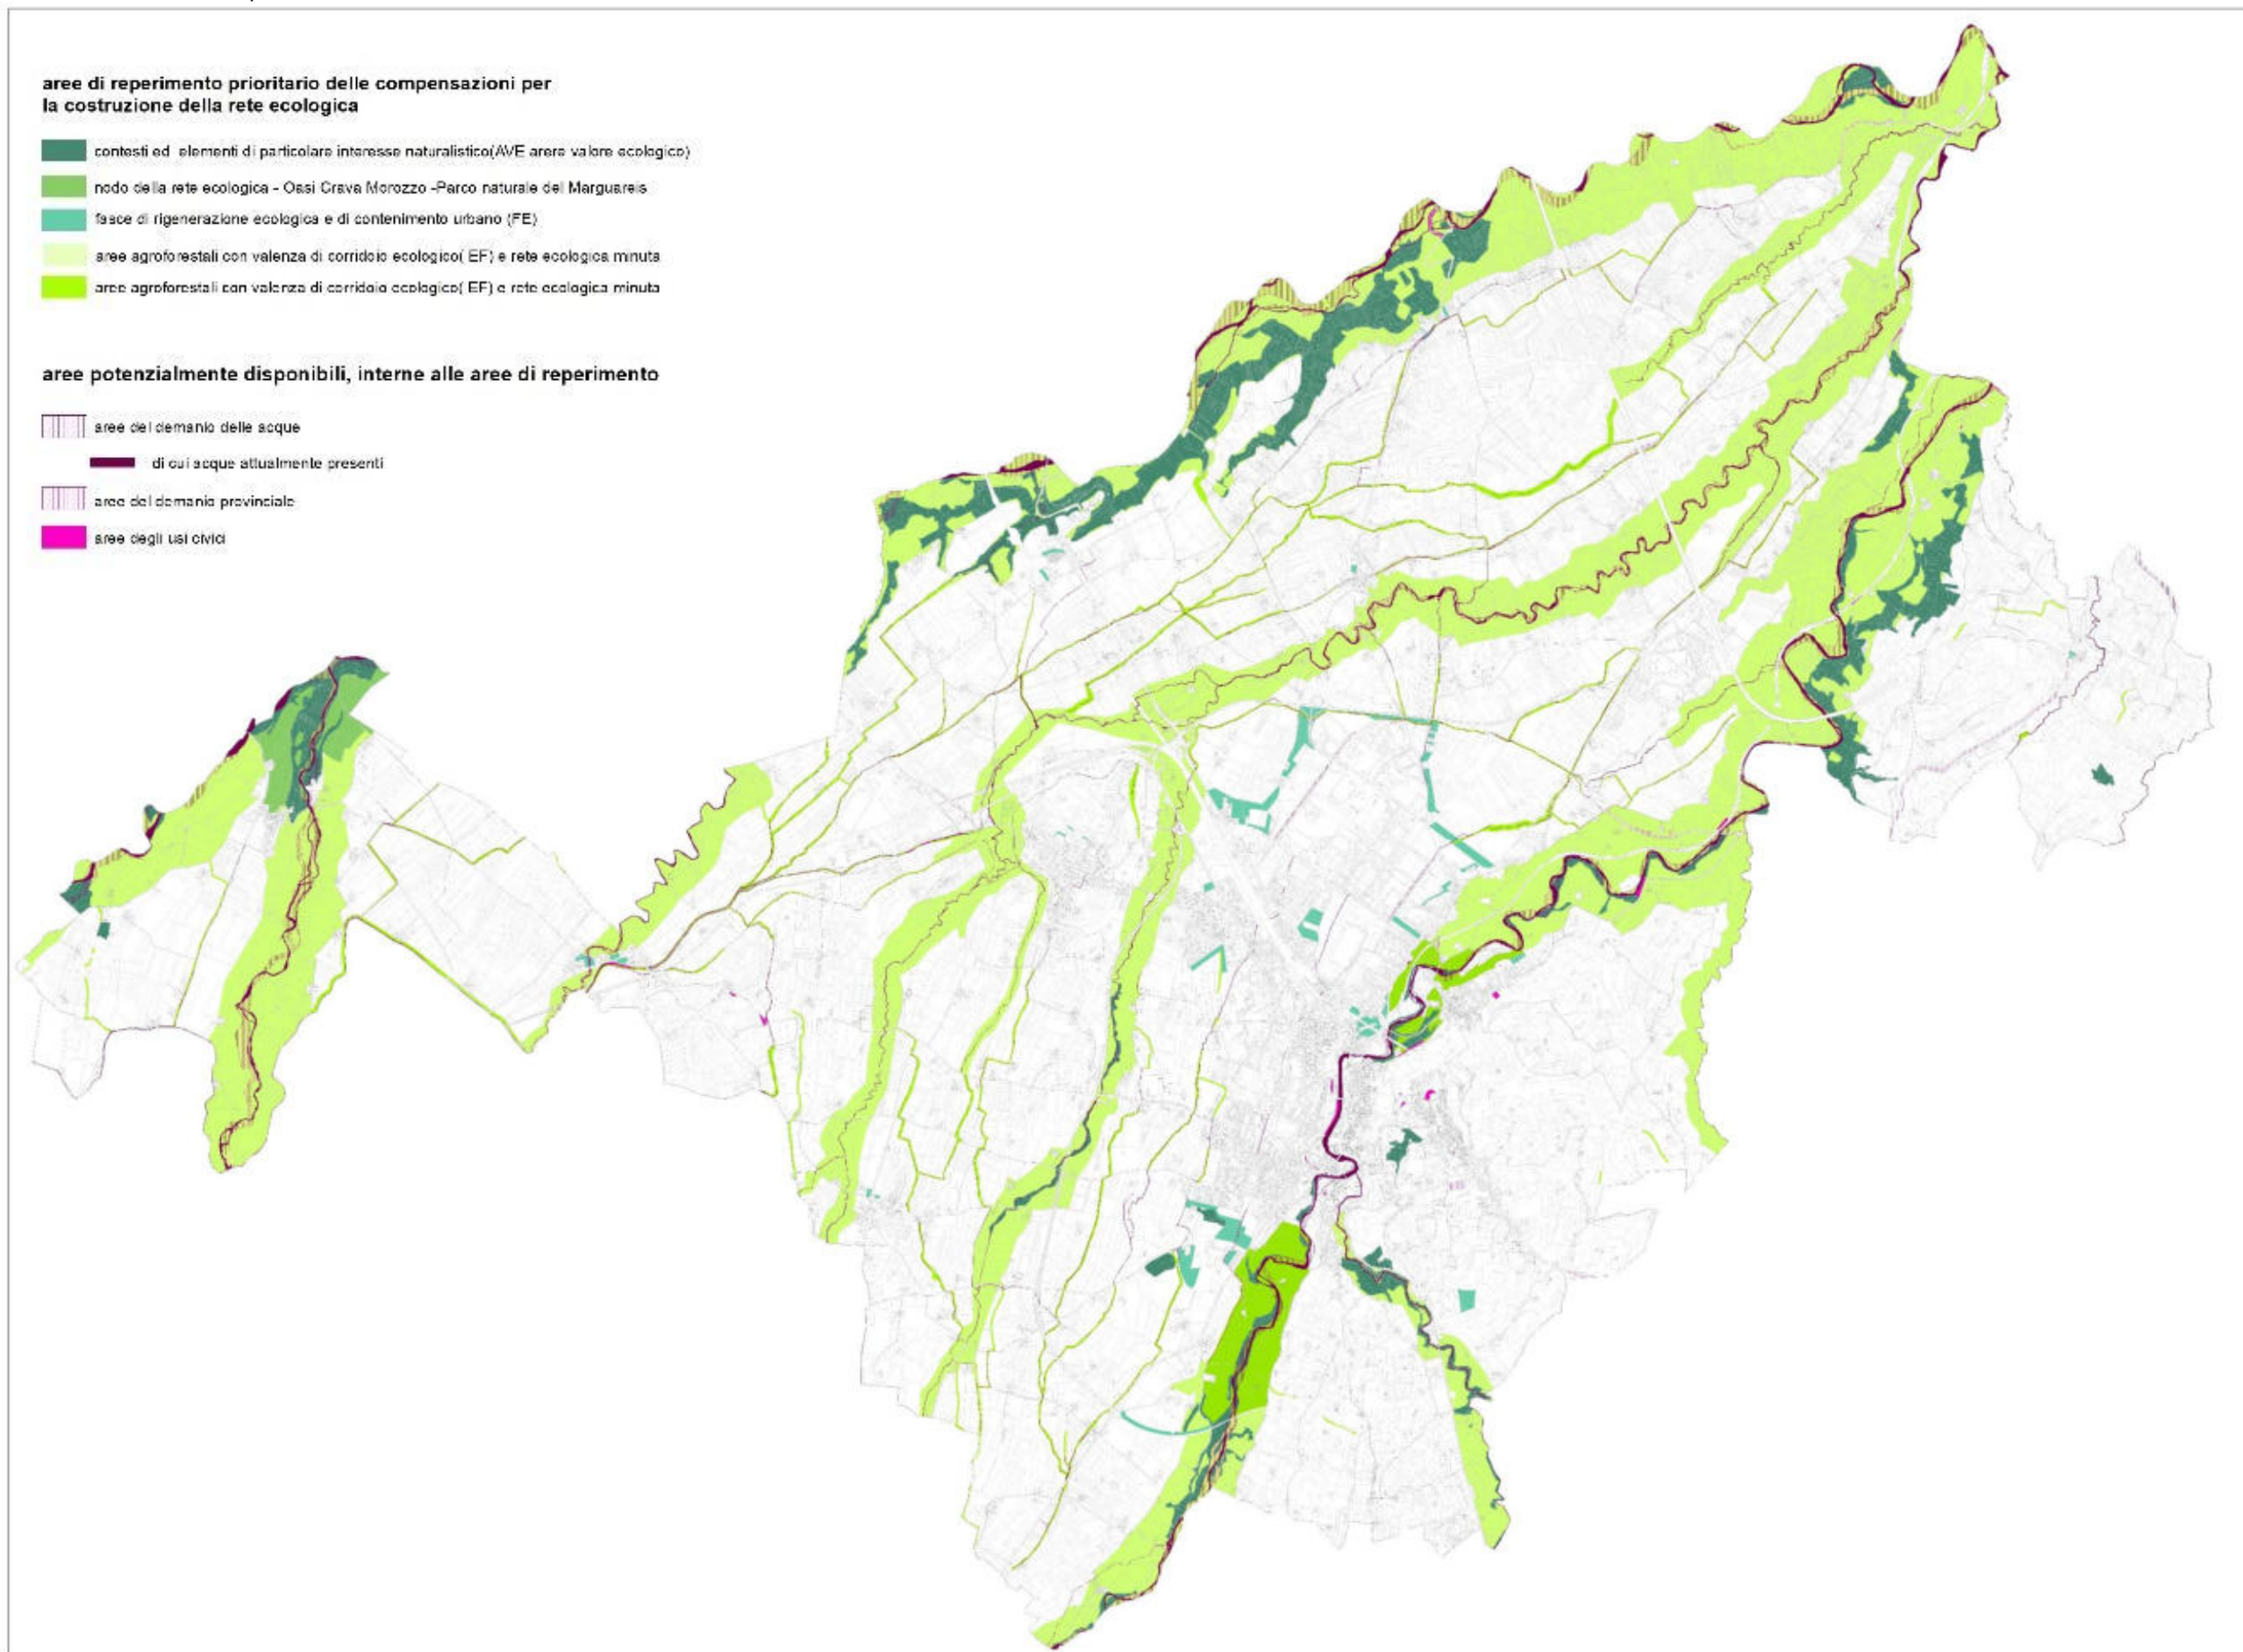 aree di reperimento prioritario delle compensazioni per
la costruzione della rete ecologica
contesti ed elementi di particolare interesse naturalistico(AVE arere valore ecologico)
nodo della rete ecologica - Oasi Crava Morozzo -Parco naturale del Marguareis
fasce di rigenerazione ecologica e di contenimento urbano (FE)
aree agroforestali con valenza di corridoio ecologico( EF) e rete ecologica minuta
aree agroforestali con valenza di corridoio ecologico( EF) e rete ecologica minuta
aree potenzialmente disponibili, interne alle aree di reperimento
aree del demanio delle acque
di cui acque attualmente presenti
aree del demanio provinciale
aree degli usi civici